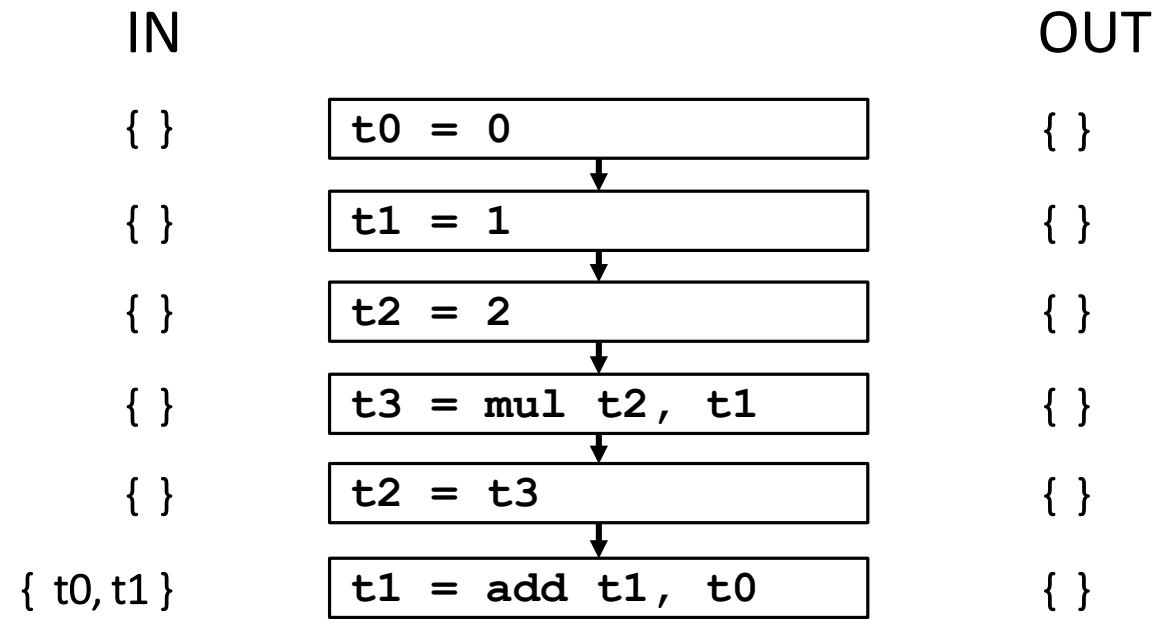 IN OUT
{ } t0 = 0 { }
{ } t1 = 1 { }
{ } t2 = 2 { }
{ } t3 = mul t2, t1 { }
{ } t2 = t3 { }
{ t0, t1 } t1 = add t1, t0 { }